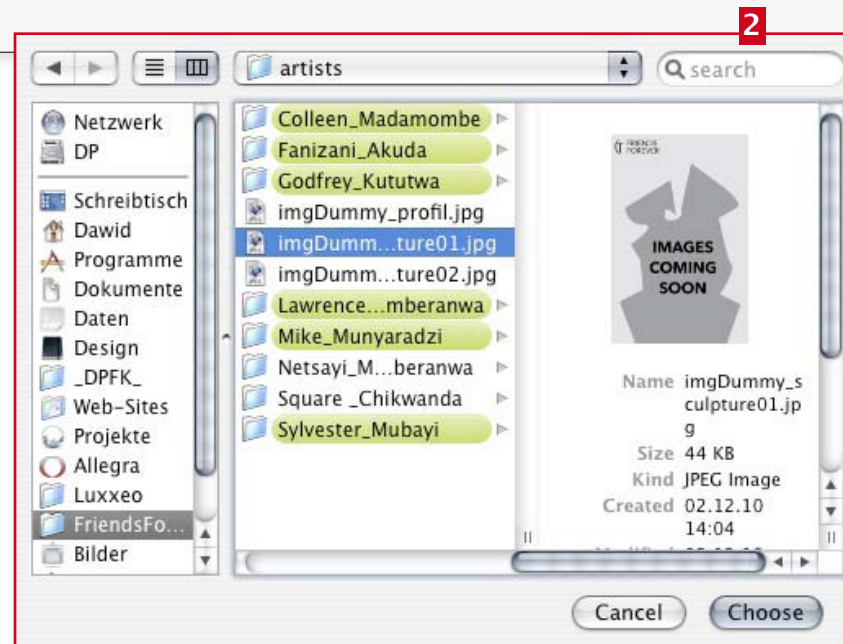 2
artists
search
Netzwerk
DP
Schreibtisch
Dawid
Programme
Dokumente
Daten
Design
_DPFK_
Web-Sites
Projekte
Allegra
Luxxeo
FriendsFo...
Bilder
Colleen_Madamombe
Fanizani_Akuda
Godfrey_Kututwa
imgDummy_profil.jpg
imgDumm...ture01.jpg
imgDumm...ture02.jpg
Lawrence...mberanwa
Mike_Munyaradzi
Netsayi_M...beranwa
Square _Chikwanda
Sylvester_Mubayi
FRIENDS
FOREVER
IMAGES
COMING
SOON
Name imgDummy_s
culpture01.jp
g
Size 44 KB
Kind JPEG Image
Created 02.12.10
14:04
Cancel
Choose